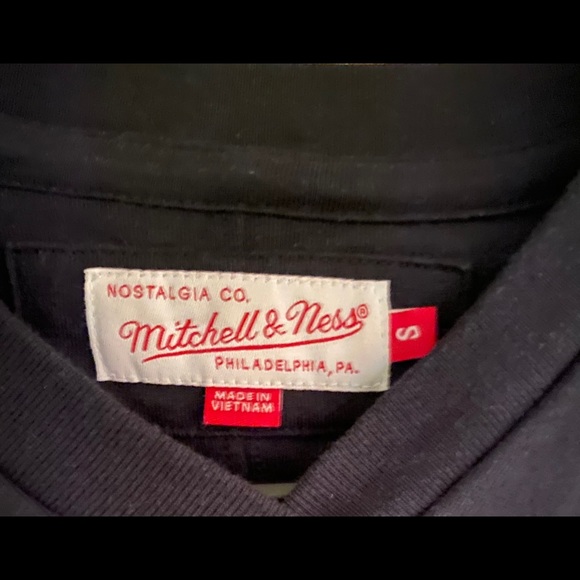 NOSTALGIA CO.
Mitchell & Ness®
PHILADELPHIA, PA.
S
MADE IN
VIETNAM